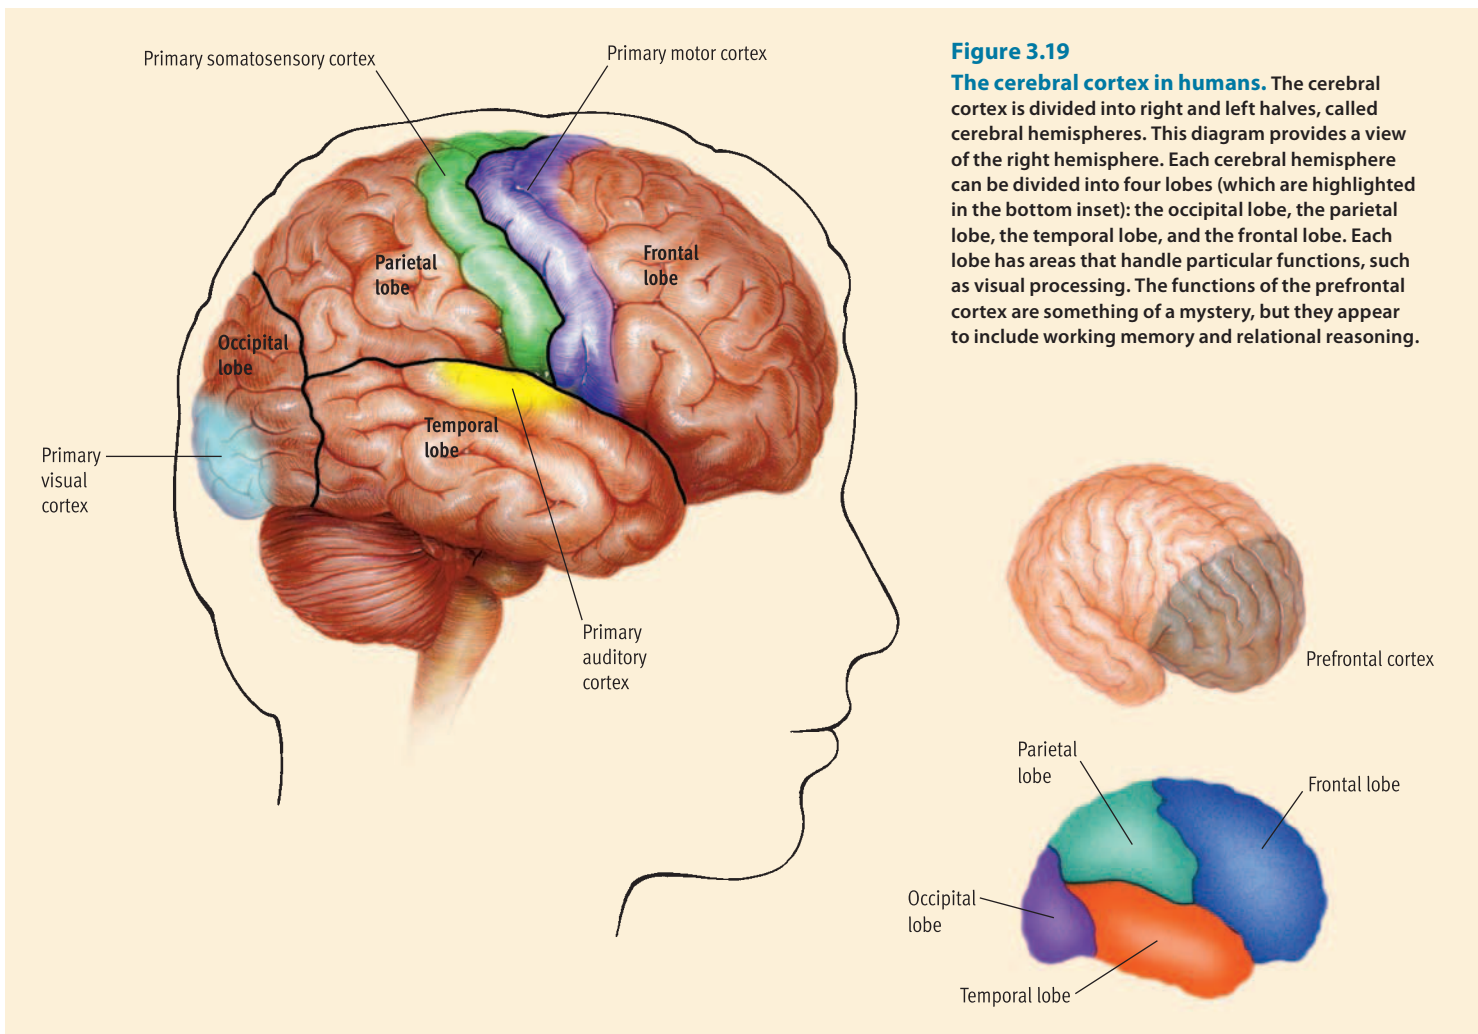 Primary somatosensory cortex
Primary motor cortex
Parietal
lobe
Frontal
lobe
Occipital
lobe
Temporal
lobe
Primary
visual
cortex
Primary
auditory
cortex
Figure 3.19
The cerebral cortex in humans. The cerebral
cortex is divided into right and left halves, called
cerebral hemispheres. This diagram provides a view
of the right hemisphere. Each cerebral hemisphere
can be divided into four lobes (which are highlighted
in the bottom inset): the occipital lobe, the parietal
lobe, the temporal lobe, and the frontal lobe. Each
lobe has areas that handle particular functions, such
as visual processing. The functions of the prefrontal
cortex are something of a mystery, but they appear
to include working memory and relational reasoning.
Prefrontal cortex
Parietal
lobe
Frontal lobe
Occipital
lobe
Temporal lobe